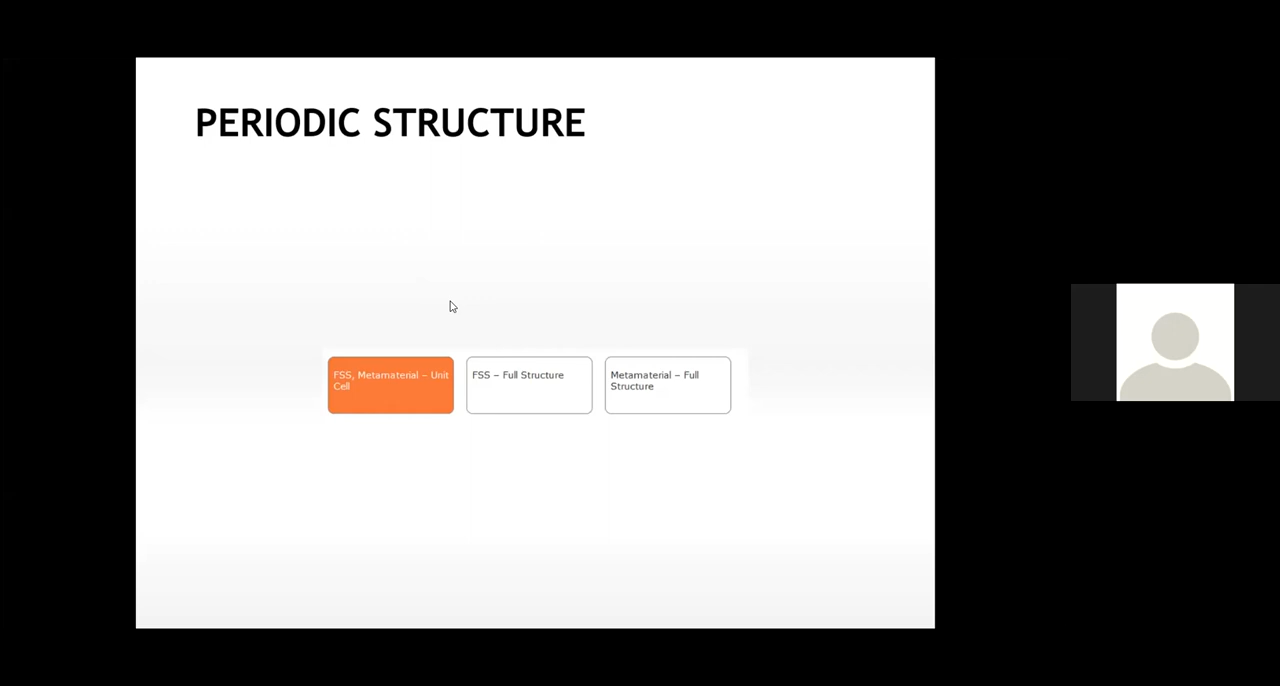 PERIODIC STRUCTURE
FSS, Metamaterial – Unit
Cell
FSS – Full Structure
Metamaterial – Full
Structure